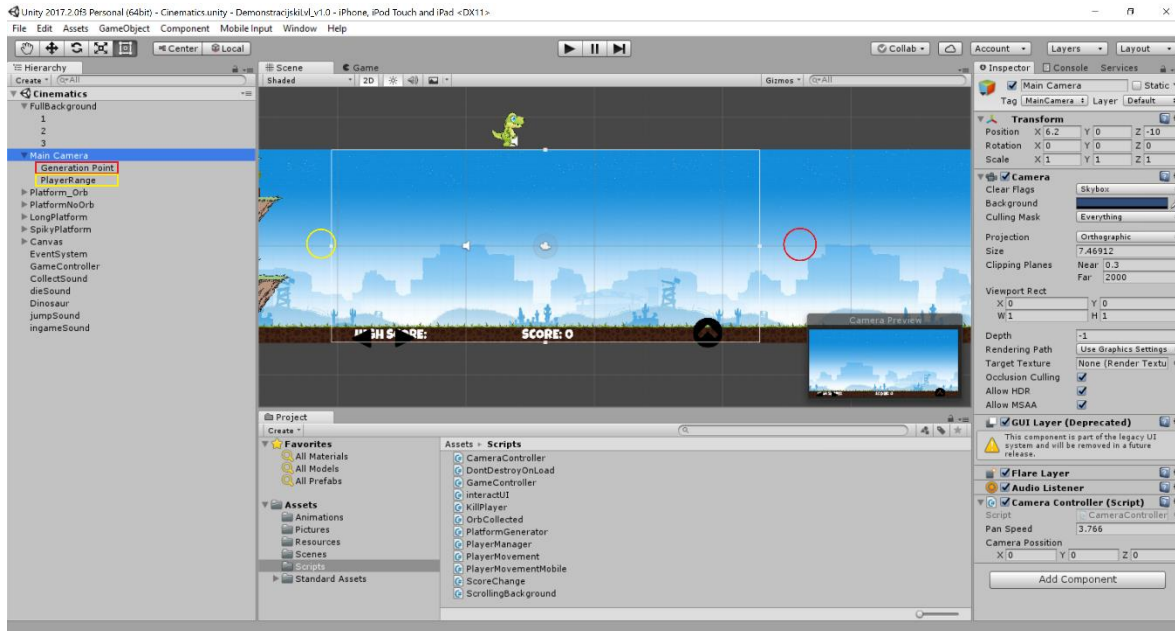 Unity 2017.2.0f3 Personal (64bit) - Cinematics.unity - DemonstracijskiLvl_v1.0 - iPhone, iPod Touch and iPad <DX11>
File Edit Assets GameObject Component Mobile Input Window Help
Center Local Collab Account Layers Layout
Hierarchy
Create All
Cinematics
FullBackground
1
2
3
Main Camera
Generation Point
PlayerRange
Platform_Orb
PlatformNoOrb
LongPlatform
SpikyPlatform
Canvas
EventSystem
GameController
CollectSound
dieSound
Dinosaur
jumpSound
ingameSound
Scene Game
Shaded 2D Gizmos All
SCORE: 0
Camera Preview
Project
Create
Favorites
All Materials
All Models
All Prefabs
Assets
Animations
Pictures
Resources
Scenes
Scripts
Standard Assets
Assets Scripts
CameraController
DontDestroyOnLoad
GameController
interactUI
KillPlayer
OrbCollected
PlatformGenerator
PlayerManager
PlayerMovement
PlayerMovementMobile
ScoreChange
ScrollingBackground
Inspector Console Services
Main Camera Static
Tag MainCamera Layer Default
Transform
Position X 6.2 Y 0 Z -10
Rotation X 0 Y 0 Z 0
Scale X 1 Y 1 Z 1
Camera
Clear Flags Skybox
Background
Culling Mask Everything
Projection Orthographic
Size 7.46912
Clipping Planes Near 0.3
Far 2000
Viewport Rect
X 0 Y 0
W 1 H 1
Depth -1
Rendering Path Use Graphics Settings
Target Texture None (Render Textu
Occlusion Culling
Allow HDR
Allow MSAA
GUI Layer (Deprecated)
This component is part of the legacy UI
system and will be removed in a future
release.
Flare Layer
Audio Listener
Camera Controller (Script)
Script CameraController
Pan Speed 3.766
Camera Possition
X 0 Y 0 Z 0
Add Component